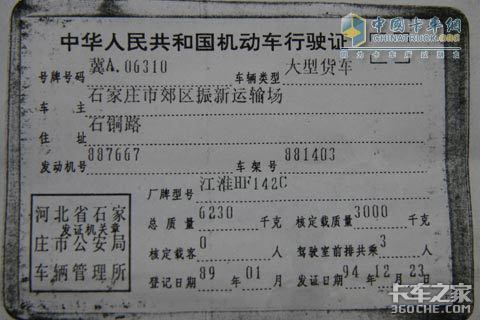 中国卡车网
www.chinatruck.org
中华人民共和国机动车行驶证
号牌号码 冀A.06310 车辆类型 大型货车
车主 石家庄市郊区振新运输场
住址 石铜路
发动机号 887667 车架号 881403
厂牌型号 江淮HF142C
总质量 6230 千克 核定载质量 3000 千克
核定载客 0 人 驾驶室前排共乘 3 人
登记日期 89 年 01 月 发证日期 94 年 12 月 23 日
河北省石家
发证机关章
庄市公安局
车辆管理所
卡车之家
360che.com